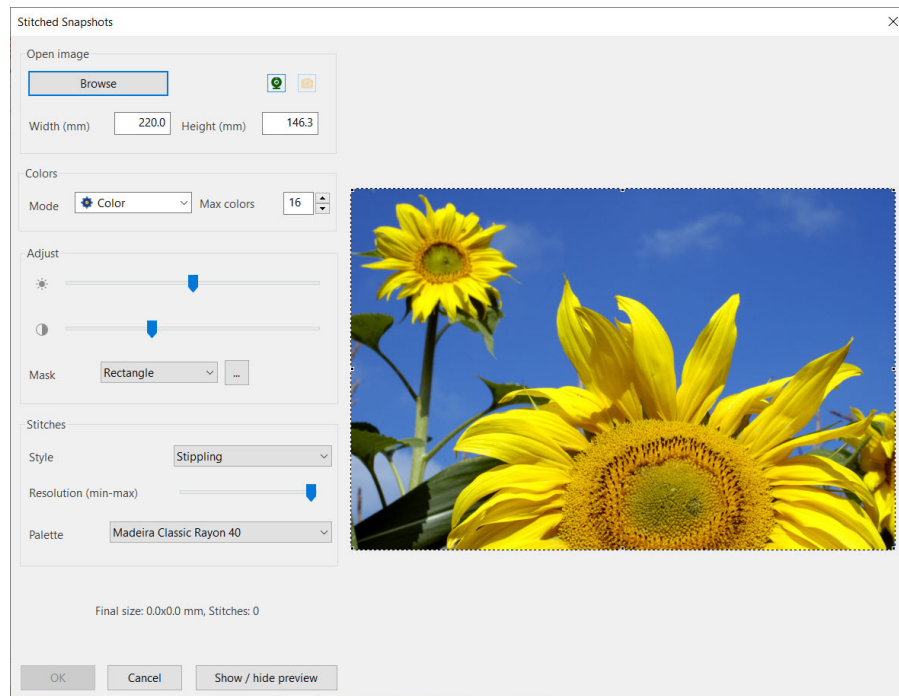 Stitched Snapshots
Open image
Browse
Width (mm) 220.0 Height (mm) 146.3
Colors
Mode Color Max colors 16
Adjust
Mask Rectangle ...
Stitches
Style Stippling
Resolution (min-max)
Palette Madeira Classic Rayon 40
Final size: 0.0x0.0 mm, Stitches: 0
OK Cancel Show / hide preview